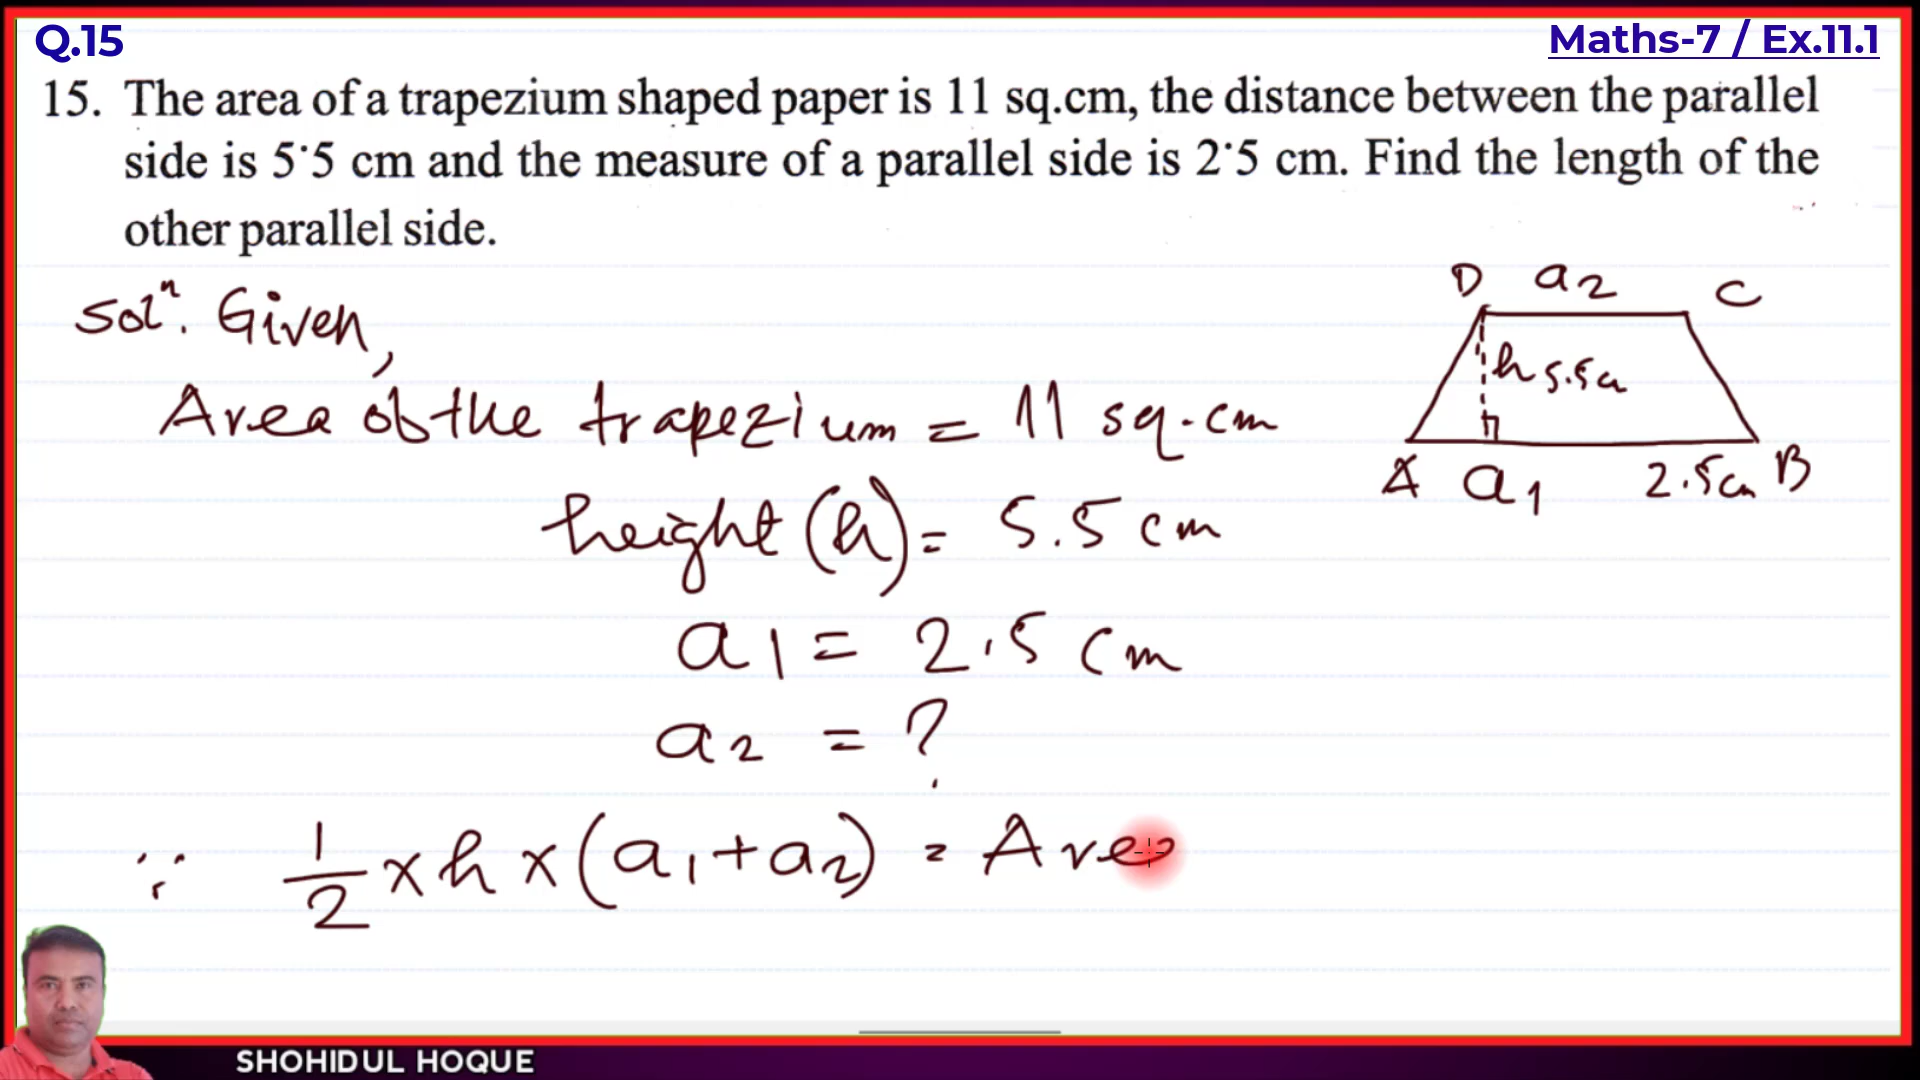 Q.15 Maths-7 / Ex.11.1
15. The area of a trapezium shaped paper is 11 sq.cm, the distance between the parallel
side is 5·5 cm and the measure of a parallel side is 2·5 cm. Find the length of the
other parallel side.
Solⁿ. Given,
Area of the trapezium = 11 sq.cm
height (h) = 5.5 cm
a1 = 2.5 cm
a2 = ?
∵ 1/2 × h × (a1 + a2) = Area
D a2 C
h 5.5cm
A a1 2.5cm B
SHOHIDUL HOQUE